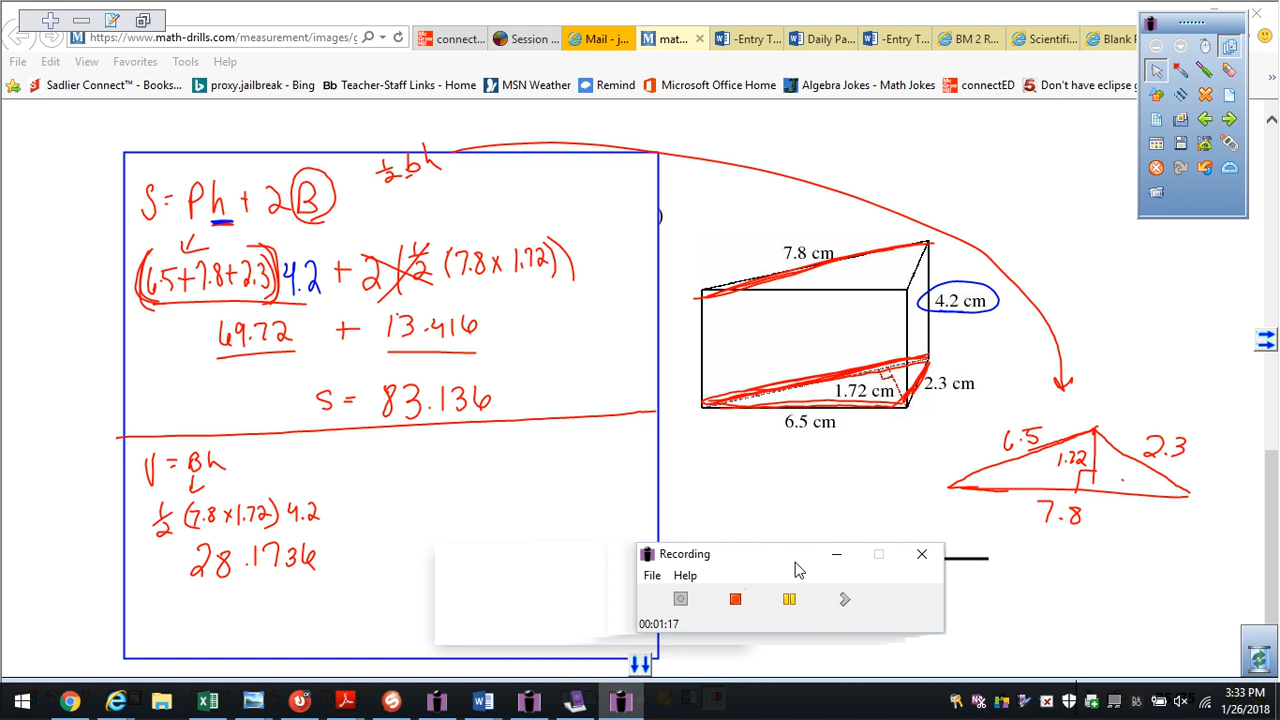 https://www.math-drills.com/measurement/images/g
connect...
Session ...
Mail - j...
mat...
-Entry T...
Daily Pa...
-Entry T...
BM 2 R...
Scientifi...
Blank F
File Edit View Favorites Tools Help
Sadlier Connect™ - Books...
proxy.jailbreak - Bing
Bb Teacher-Staff Links - Home
MSN Weather
Remind
Microsoft Office Home
Algebra Jokes - Math Jokes
connectED
5 Don't have eclipse g
½bh
S = Ph + 2B
(6.5+7.8+2.3)4.2 + 2(½(7.8×1.72))
69.72 + 13.416
S = 83.136
V = Bh
½(7.8×1.72)4.2
28.1736
7.8 cm
4.2 cm
1.72 cm
2.3 cm
6.5 cm
6.5
1.72
2.3
7.8
Recording
File Help
00:01:17
3:33 PM
1/26/2018